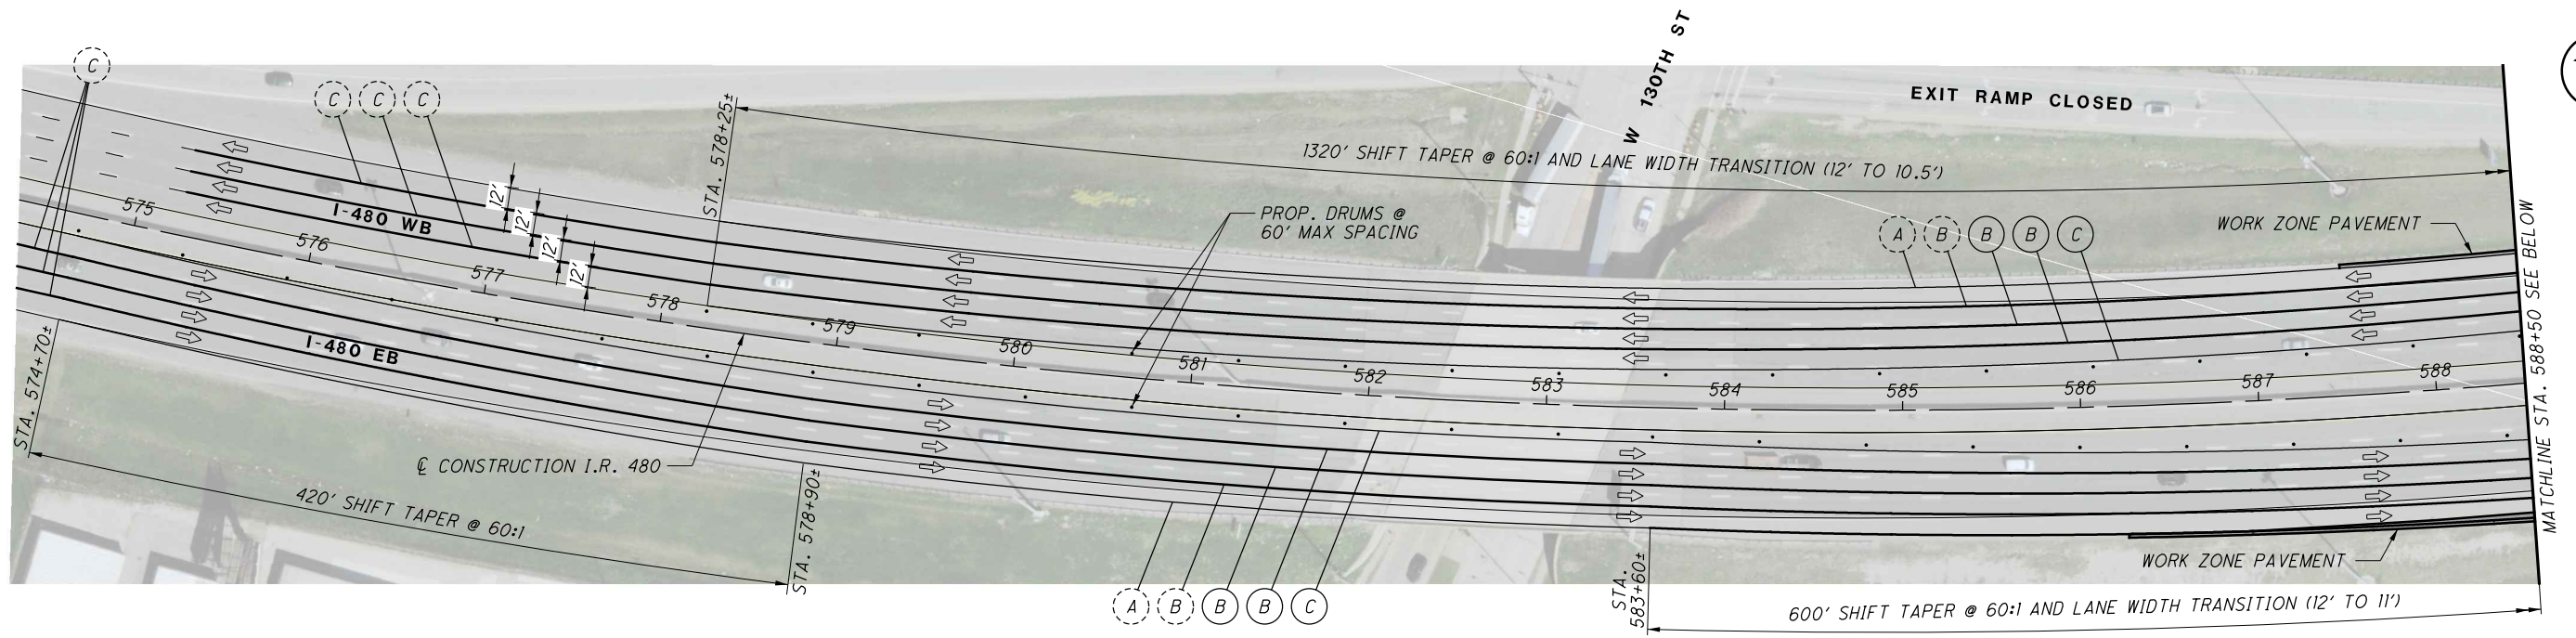 C
C C C
W 130TH ST
EXIT RAMP CLOSED
STA. 578+25±
1320' SHIFT TAPER @ 60:1 AND LANE WIDTH TRANSITION (12' TO 10.5')
12'
12'
12'
12'
I-480 WB
PROP. DRUMS @
60' MAX SPACING
A B B B C
WORK ZONE PAVEMENT
MATCHLINE STA. 588+50 SEE BELOW
575 576 577 578 579 580 581 582 583 584 585 586 587 588
I-480 EB
STA. 574+70±
℄ CONSTRUCTION I.R. 480
420' SHIFT TAPER @ 60:1
STA. 578+90±
A B B B C
STA.
583+60±
WORK ZONE PAVEMENT
600' SHIFT TAPER @ 60:1 AND LANE WIDTH TRANSITION (12' TO 11')